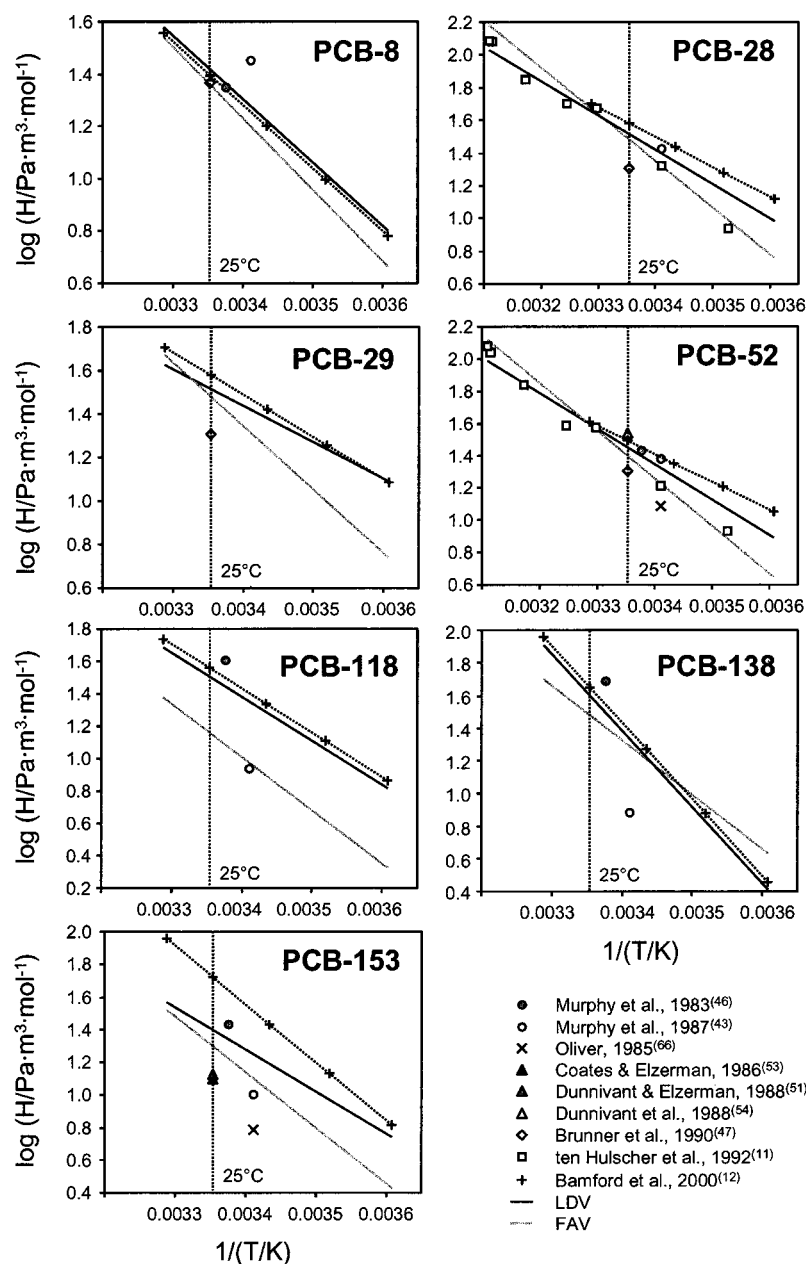 PCB-8
log (H/Pa·m³·mol⁻¹)
1.6
1.4
1.2
1.0
0.8
0.6
25°C
0.0033 0.0034 0.0035 0.0036
PCB-28
2.2
2.0
1.8
1.6
1.4
1.2
1.0
0.8
0.6
25°C
0.0032 0.0033 0.0034 0.0035 0.0036
PCB-29
log (H/Pa·m³·mol⁻¹)
1.8
1.6
1.4
1.2
1.0
0.8
0.6
25°C
0.0033 0.0034 0.0035 0.0036
PCB-52
2.2
2.0
1.8
1.6
1.4
1.2
1.0
0.8
0.6
25°C
0.0032 0.0033 0.0034 0.0035 0.0036
PCB-118
log (H/Pa·m³·mol⁻¹)
1.8
1.6
1.4
1.2
1.0
0.8
0.6
0.4
0.2
25°C
0.0033 0.0034 0.0035 0.0036
PCB-138
2.0
1.8
1.6
1.4
1.2
1.0
0.8
0.6
0.4
25°C
0.0033 0.0034 0.0035 0.0036
1/(T/K)
PCB-153
log (H/Pa·m³·mol⁻¹)
2.0
1.8
1.6
1.4
1.2
1.0
0.8
0.6
0.4
25°C
0.0033 0.0034 0.0035 0.0036
1/(T/K)
Murphy et al., 1983(46)
Murphy et al., 1987(43)
Oliver, 1985(66)
Coates & Elzerman, 1986(53)
Dunnivant & Elzerman, 1988(51)
Dunnivant et al., 1988(54)
Brunner et al., 1990(47)
ten Hulscher et al., 1992(11)
Bamford et al., 2000(12)
LDV
FAV